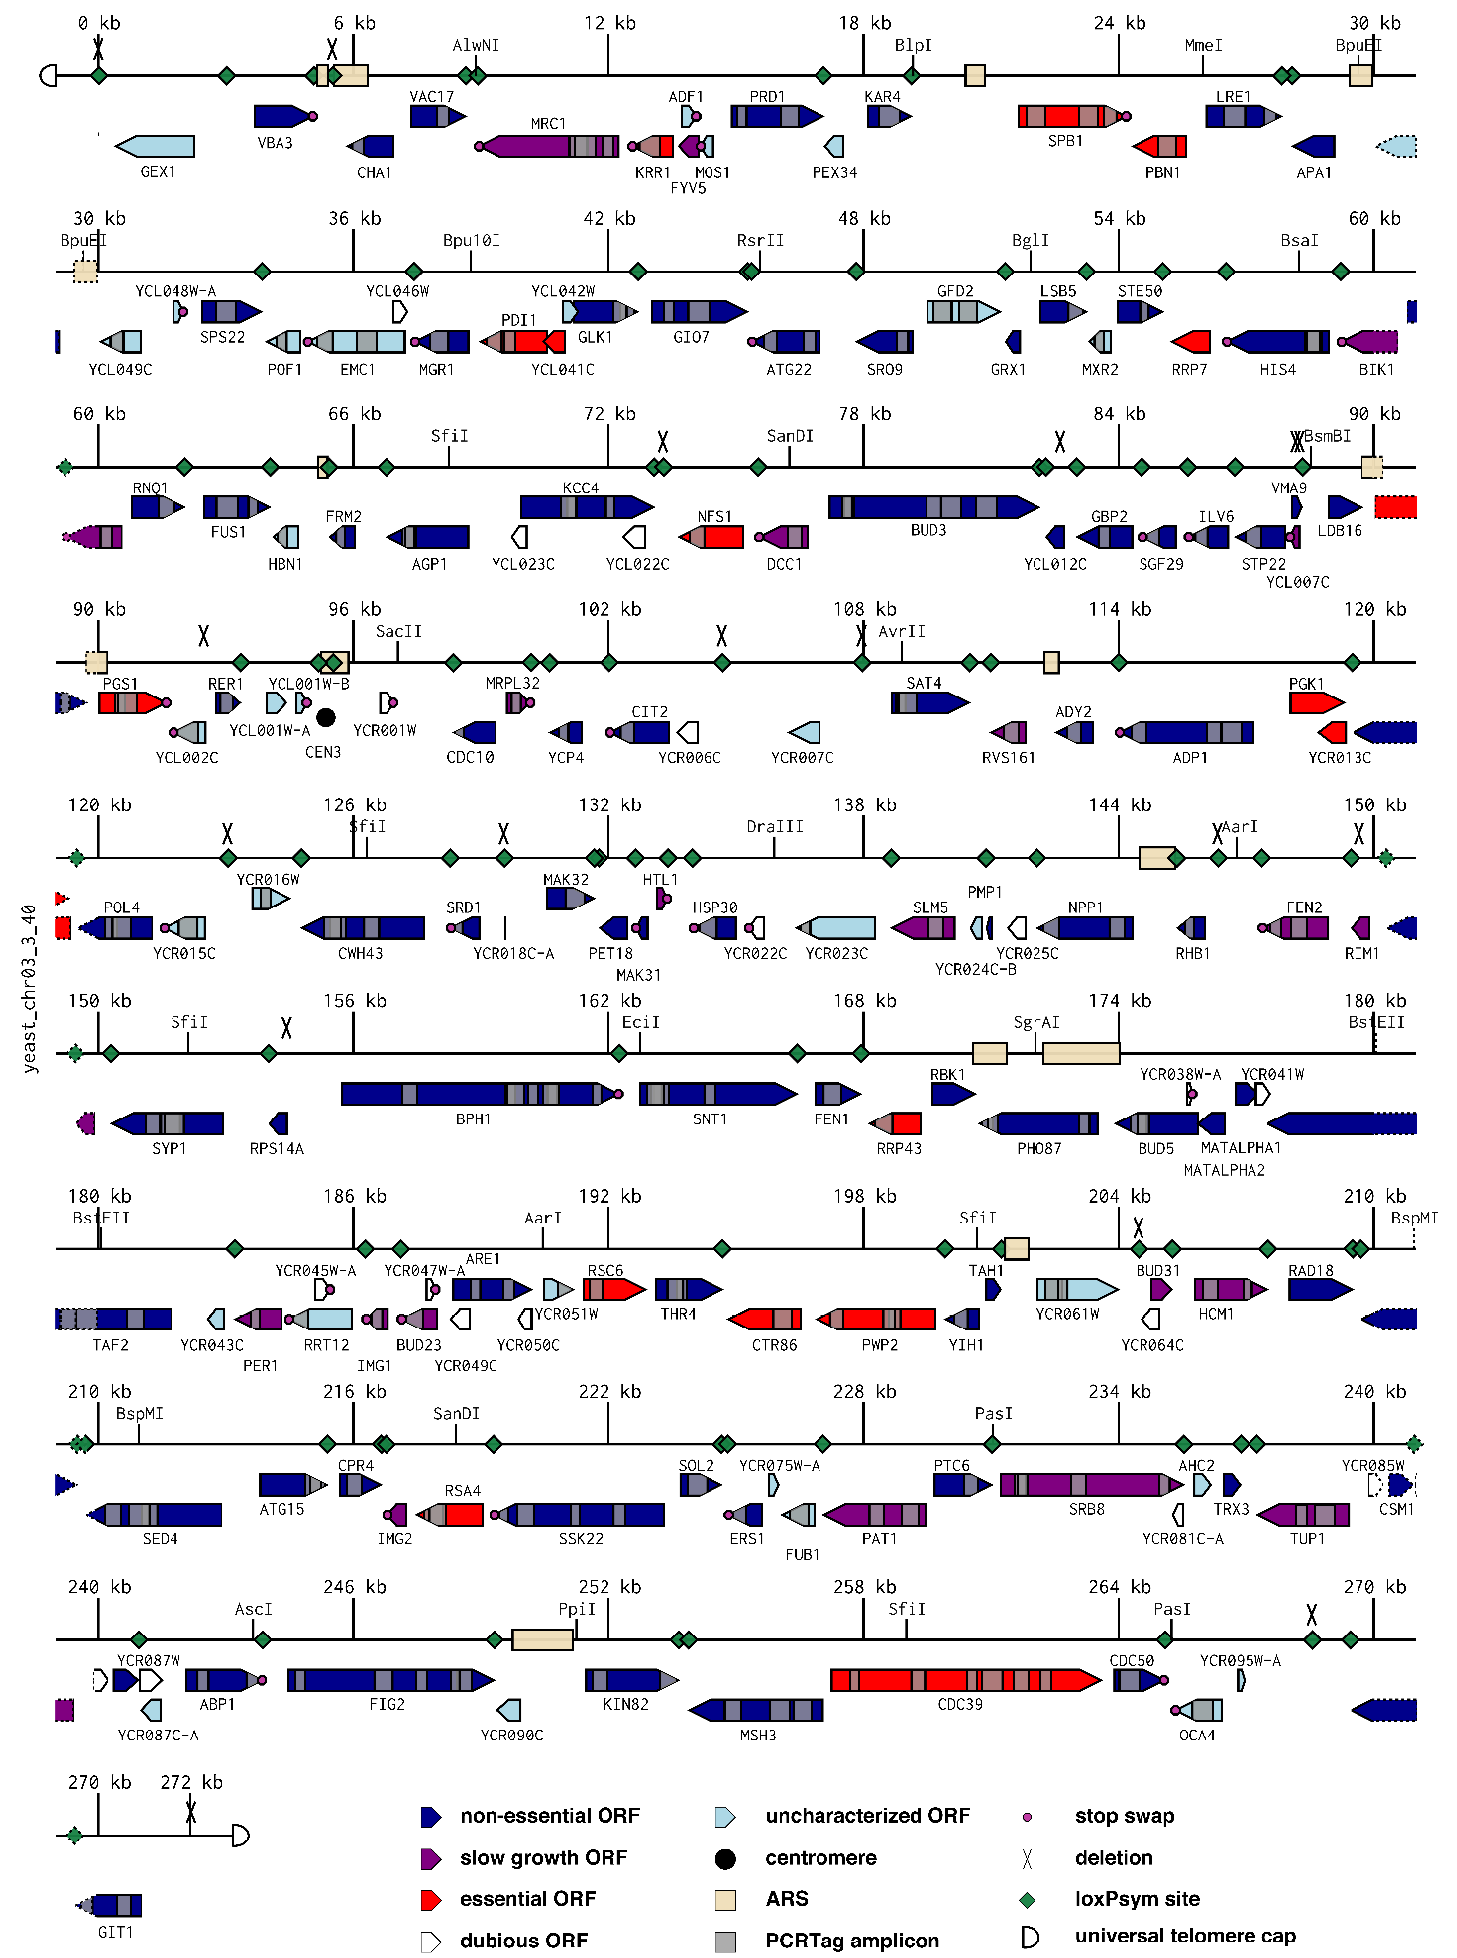 0 kb 6 kb 12 kb 18 kb 24 kb 30 kb
AlwNI BlpI MmeI BpuEI
VAC17 ADF1 PRD1 KAR4 LRE1
VBA3 MRC1 SPB1
GEX1 CHA1 KRR1 MOS1 PEX34 PBN1 APA1
FYV5
30 kb 36 kb 42 kb 48 kb 54 kb 60 kb
BpuEI Bpu10I RsrII BglI BsaI
YCL048W-A YCL046W YCL042W GFD2 LSB5 STE50
SPS22 PDI1 GLK1 GIO7
YCL049C POF1 EMC1 MGR1 YCL041C ATG22 SRO9 GRX1 MXR2 RRP7 HIS4 BIK1
60 kb 66 kb 72 kb 78 kb 84 kb 90 kb
SfiI SanDI BsmBI
RNQ1 KCC4 VMA9
FUS1 FRM2 NFS1 BUD3 GBP2 ILV6 LDB16
HBN1 AGP1 YCL023C YCL022C DCC1 YCL012C SGF29 STP22
YCL007C
90 kb 96 kb 102 kb 108 kb 114 kb 120 kb
SacII AvrII
PGS1 RER1 YCL001W-B MRPL32 SAT4 PGK1
YCL001W-A YCR001W CIT2 ADY2
YCL002C CEN3 CDC10 YCP4 YCR006C YCR007C RVS161 ADP1 YCR013C
120 kb 126 kb 132 kb 138 kb 144 kb 150 kb
SfiI DraIII AarI
YCR016W MAK32 HTL1 PMP1
POL4 SRD1 HSP30 SLM5 NPP1 FEN2
YCR015C CWH43 YCR018C-A PET18 YCR022C YCR023C YCR025C RHB1 RIM1
MAK31 YCR024C-B
yeast_chr03_3_40
150 kb 156 kb 162 kb 168 kb 174 kb 180 kb
SfiI EciI SgrAI BstEII
RBK1 YCR038W-A YCR041W
BPH1 SNT1 FEN1
SYP1 RPS14A RRP43 PHO87 BUD5 MATALPHA1
MATALPHA2
180 kb 186 kb 192 kb 198 kb 204 kb 210 kb
BstEII AarI SfiI BspMI
YCR045W-A YCR047W-A ARE1 RSC6 TAH1 BUD31 RAD18
YCR051W THR4 YCR061W HCM1
TAF2 YCR043C RRT12 BUD23 YCR050C CTR86 PWP2 YIH1 YCR064C
PER1 IMG1 YCR049C
210 kb 216 kb 222 kb 228 kb 234 kb 240 kb
BspMI SanDI PasI
CPR4 SOL2 YCR075W-A PTC6 AHC2 YCR085W
ATG15 RSA4 SRB8 TRX3 CSM1
SED4 IMG2 SSK22 ERS1 PAT1 YCR081C-A TUP1
FUB1
240 kb 246 kb 252 kb 258 kb 264 kb 270 kb
AscI PpiI SfiI PasI
YCR087W CDC50 YCR095W-A
ABP1 FIG2 KIN82 CDC39
YCR087C-A YCR090C MSH3 OCA4
270 kb 272 kb
GIT1
non-essential ORF uncharacterized ORF stop swap
slow growth ORF centromere deletion
essential ORF ARS loxPsym site
dubious ORF PCRTag amplicon universal telomere cap